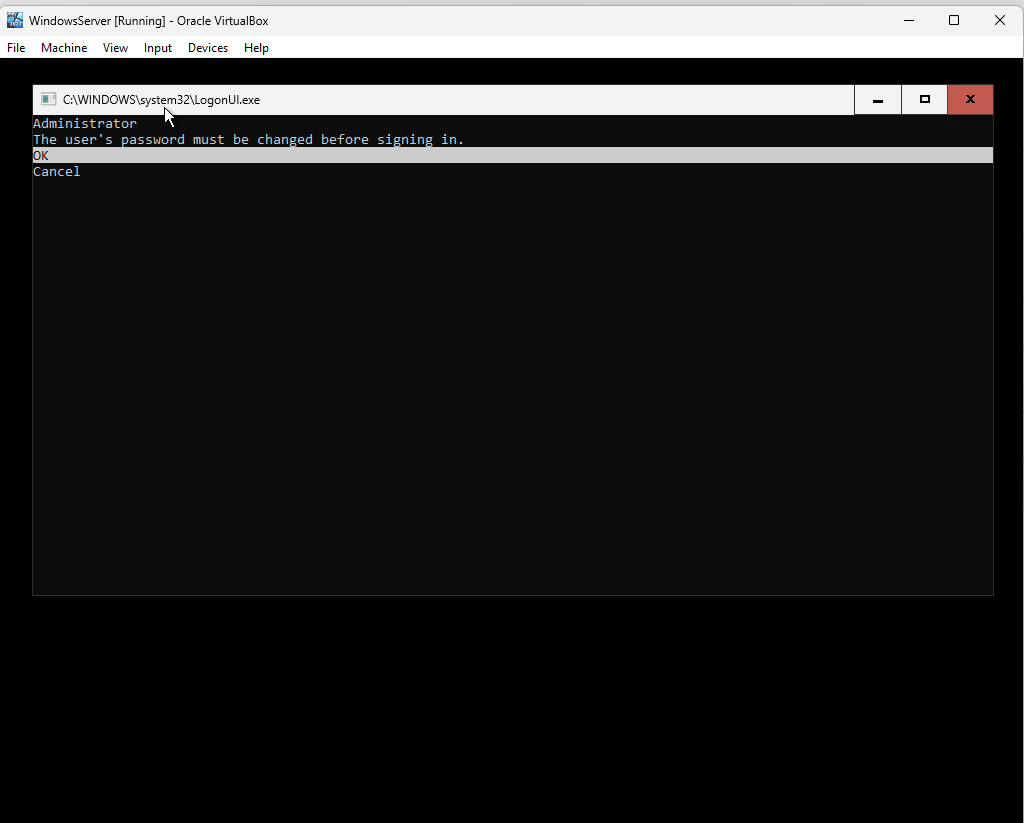 WindowsServer [Running] - Oracle VirtualBox
File Machine View Input Devices Help
C:\WINDOWS\system32\LogonUI.exe
Administrator
The user's password must be changed before signing in.
OK
Cancel